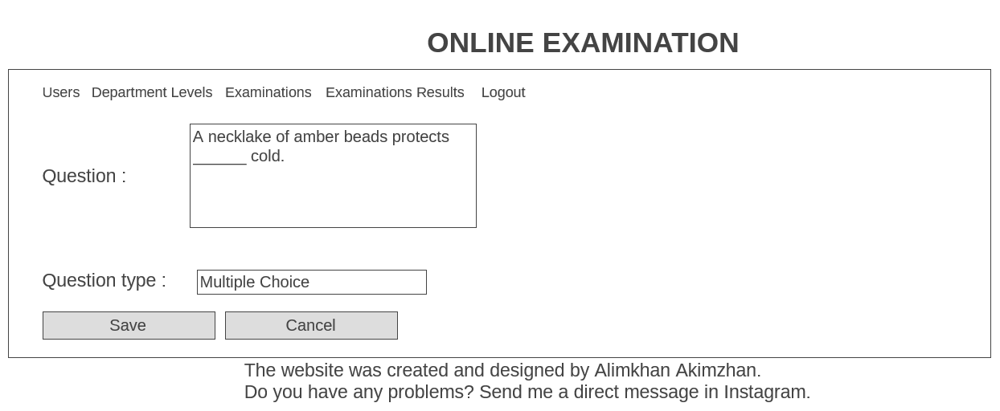 ONLINE EXAMINATION
Users Department Levels Examinations Examinations Results Logout
A necklake of amber beads protects
______ cold.
Question :
Question type : Multiple Choice
Save Cancel
The website was created and designed by Alimkhan Akimzhan.
Do you have any problems? Send me a direct message in Instagram.